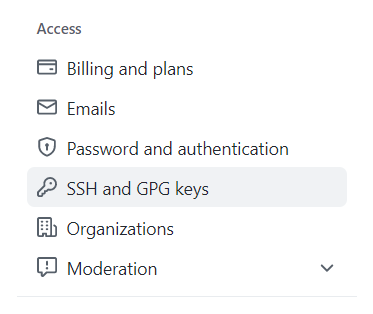 Access
Billing and plans
Emails
Password and authentication
SSH and GPG keys
Organizations
Moderation